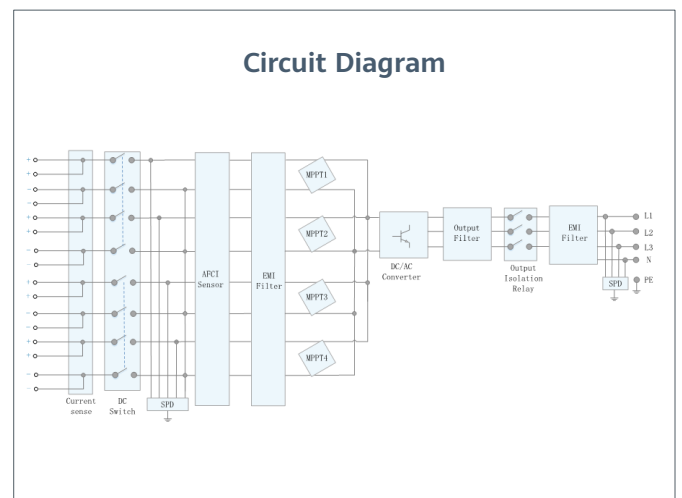 Circuit Diagram
+
+
−
−
+
+
−
−
+
+
−
−
+
+
−
−
Current
sense
DC
Switch
SPD
AFCI
Sensor
EMI
Filter
MPPT1
MPPT2
MPPT3
MPPT4
DC/AC
Converter
Output
Filter
Output
Isolation
Relay
EMI
Filter
L1
L2
L3
N
PE
SPD